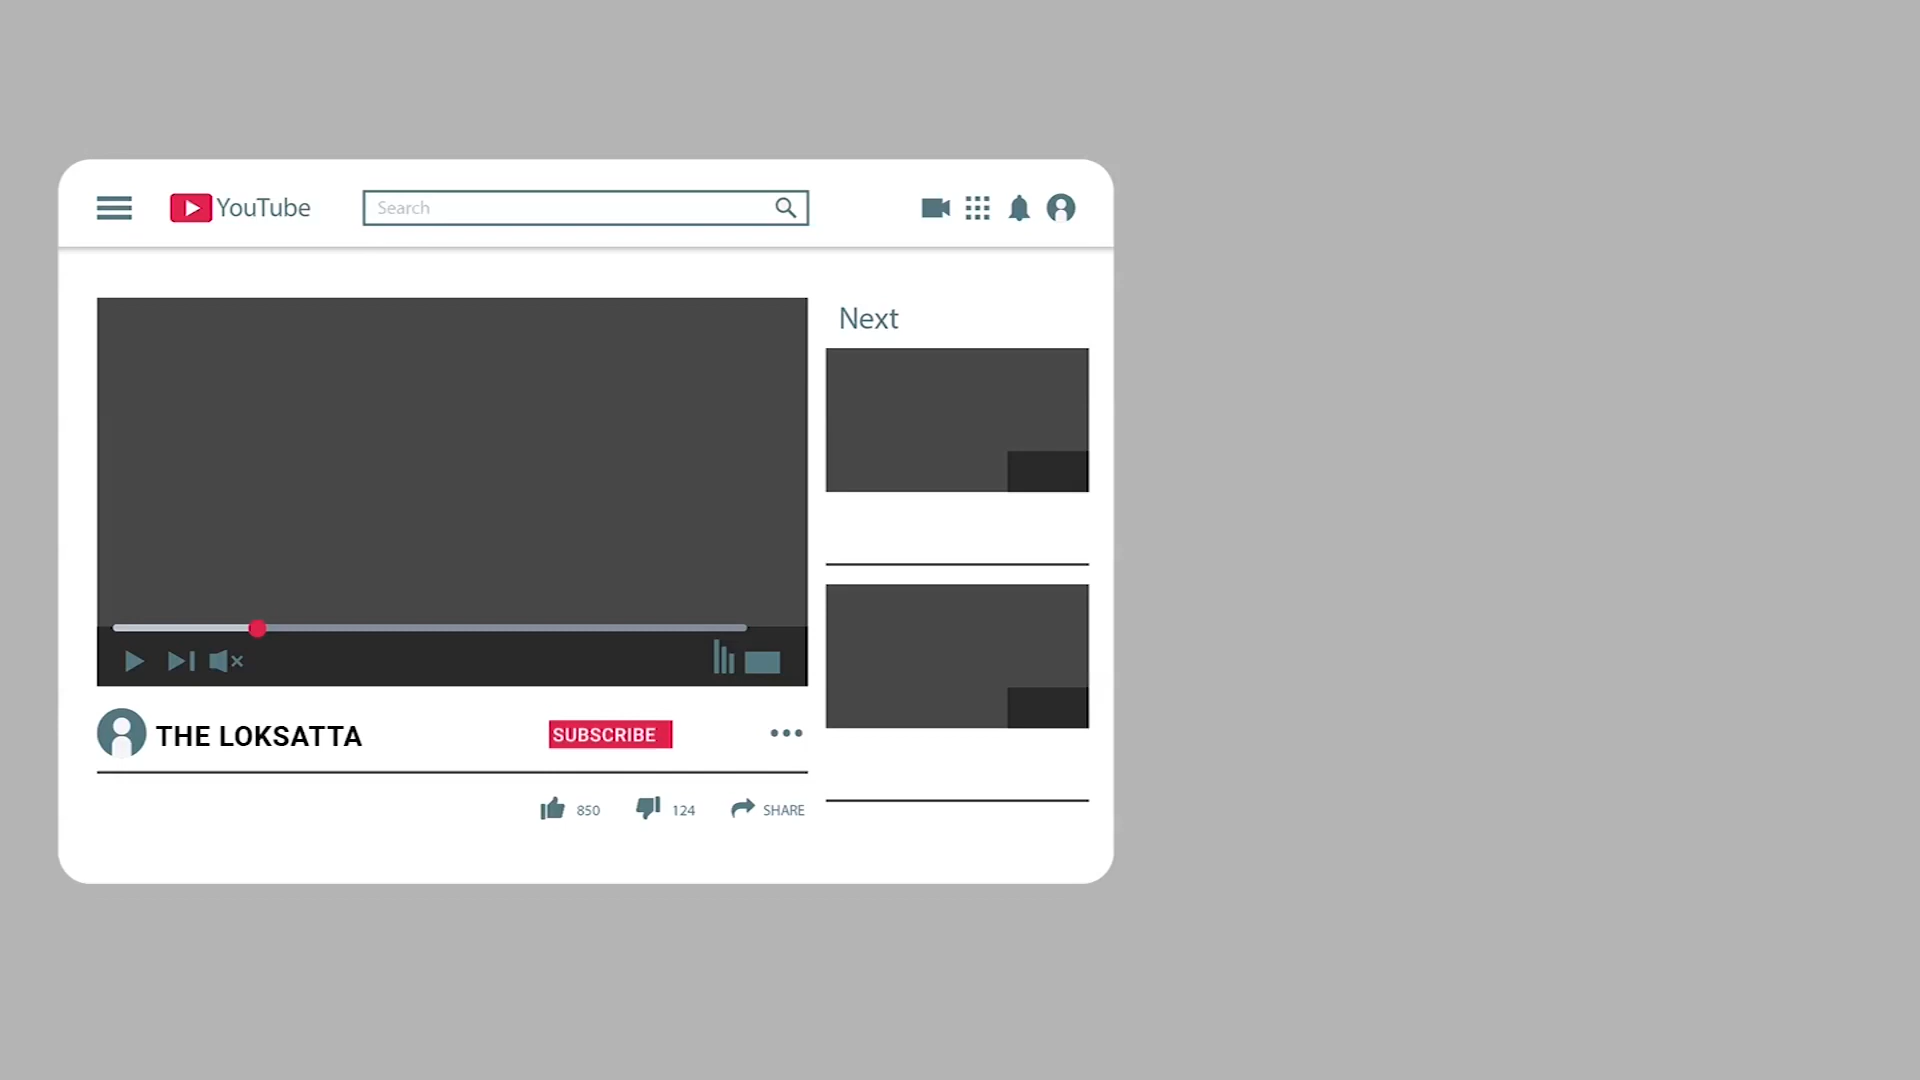 YouTube
Search
Next
THE LOKSATTA
SUBSCRIBE
850
124
SHARE